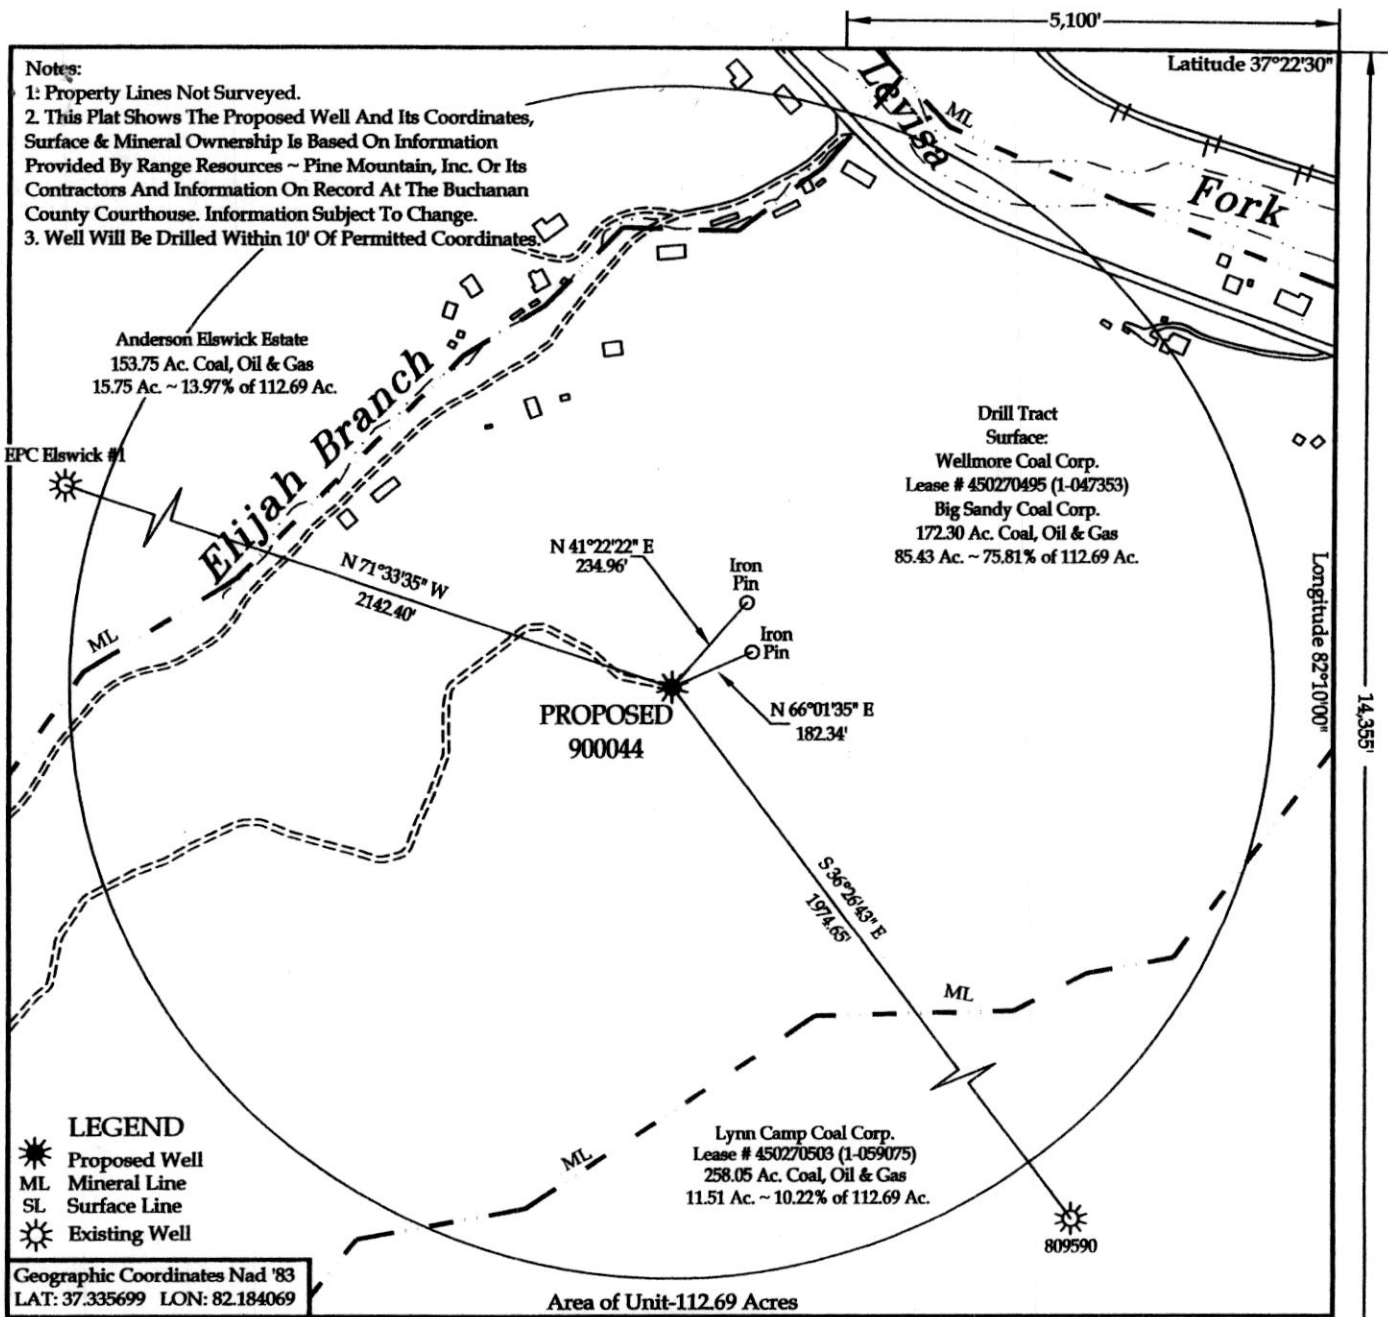 5,100'
Latitude 37°22'30"
Notes:
1: Property Lines Not Surveyed.
2. This Plat Shows The Proposed Well And Its Coordinates,
Surface & Mineral Ownership Is Based On Information
Provided By Range Resources ~ Pine Mountain, Inc. Or Its
Contractors And Information On Record At The Buchanan
County Courthouse. Information Subject To Change.
3. Well Will Be Drilled Within 10' Of Permitted Coordinates.
Levisa
ML
Fork
Anderson Elswick Estate
153.75 Ac. Coal, Oil & Gas
15.75 Ac. ~ 13.97% of 112.69 Ac.
Elijah Branch
EPC Elswick #1
Drill Tract
Surface:
Wellmore Coal Corp.
Lease # 450270495 (1-047353)
Big Sandy Coal Corp.
172.30 Ac. Coal, Oil & Gas
85.43 Ac. ~ 75.81% of 112.69 Ac.
N 41°22'22" E
234.96'
Iron
Pin
N 71°33'35" W
2142.40'
Iron
Pin
ML
Longitude 82°10'00"
14,355'
N 66°01'35" E
182.34'
PROPOSED
900044
S 36°26'43" E
1974.65'
ML
ML
Lynn Camp Coal Corp.
Lease # 450270503 (1-059075)
258.05 Ac. Coal, Oil & Gas
11.51 Ac. ~ 10.22% of 112.69 Ac.
809590
LEGEND
Proposed Well
ML Mineral Line
SL Surface Line
Existing Well
Geographic Coordinates Nad '83
LAT: 37.335699 LON: 82.184069
Area of Unit-112.69 Acres